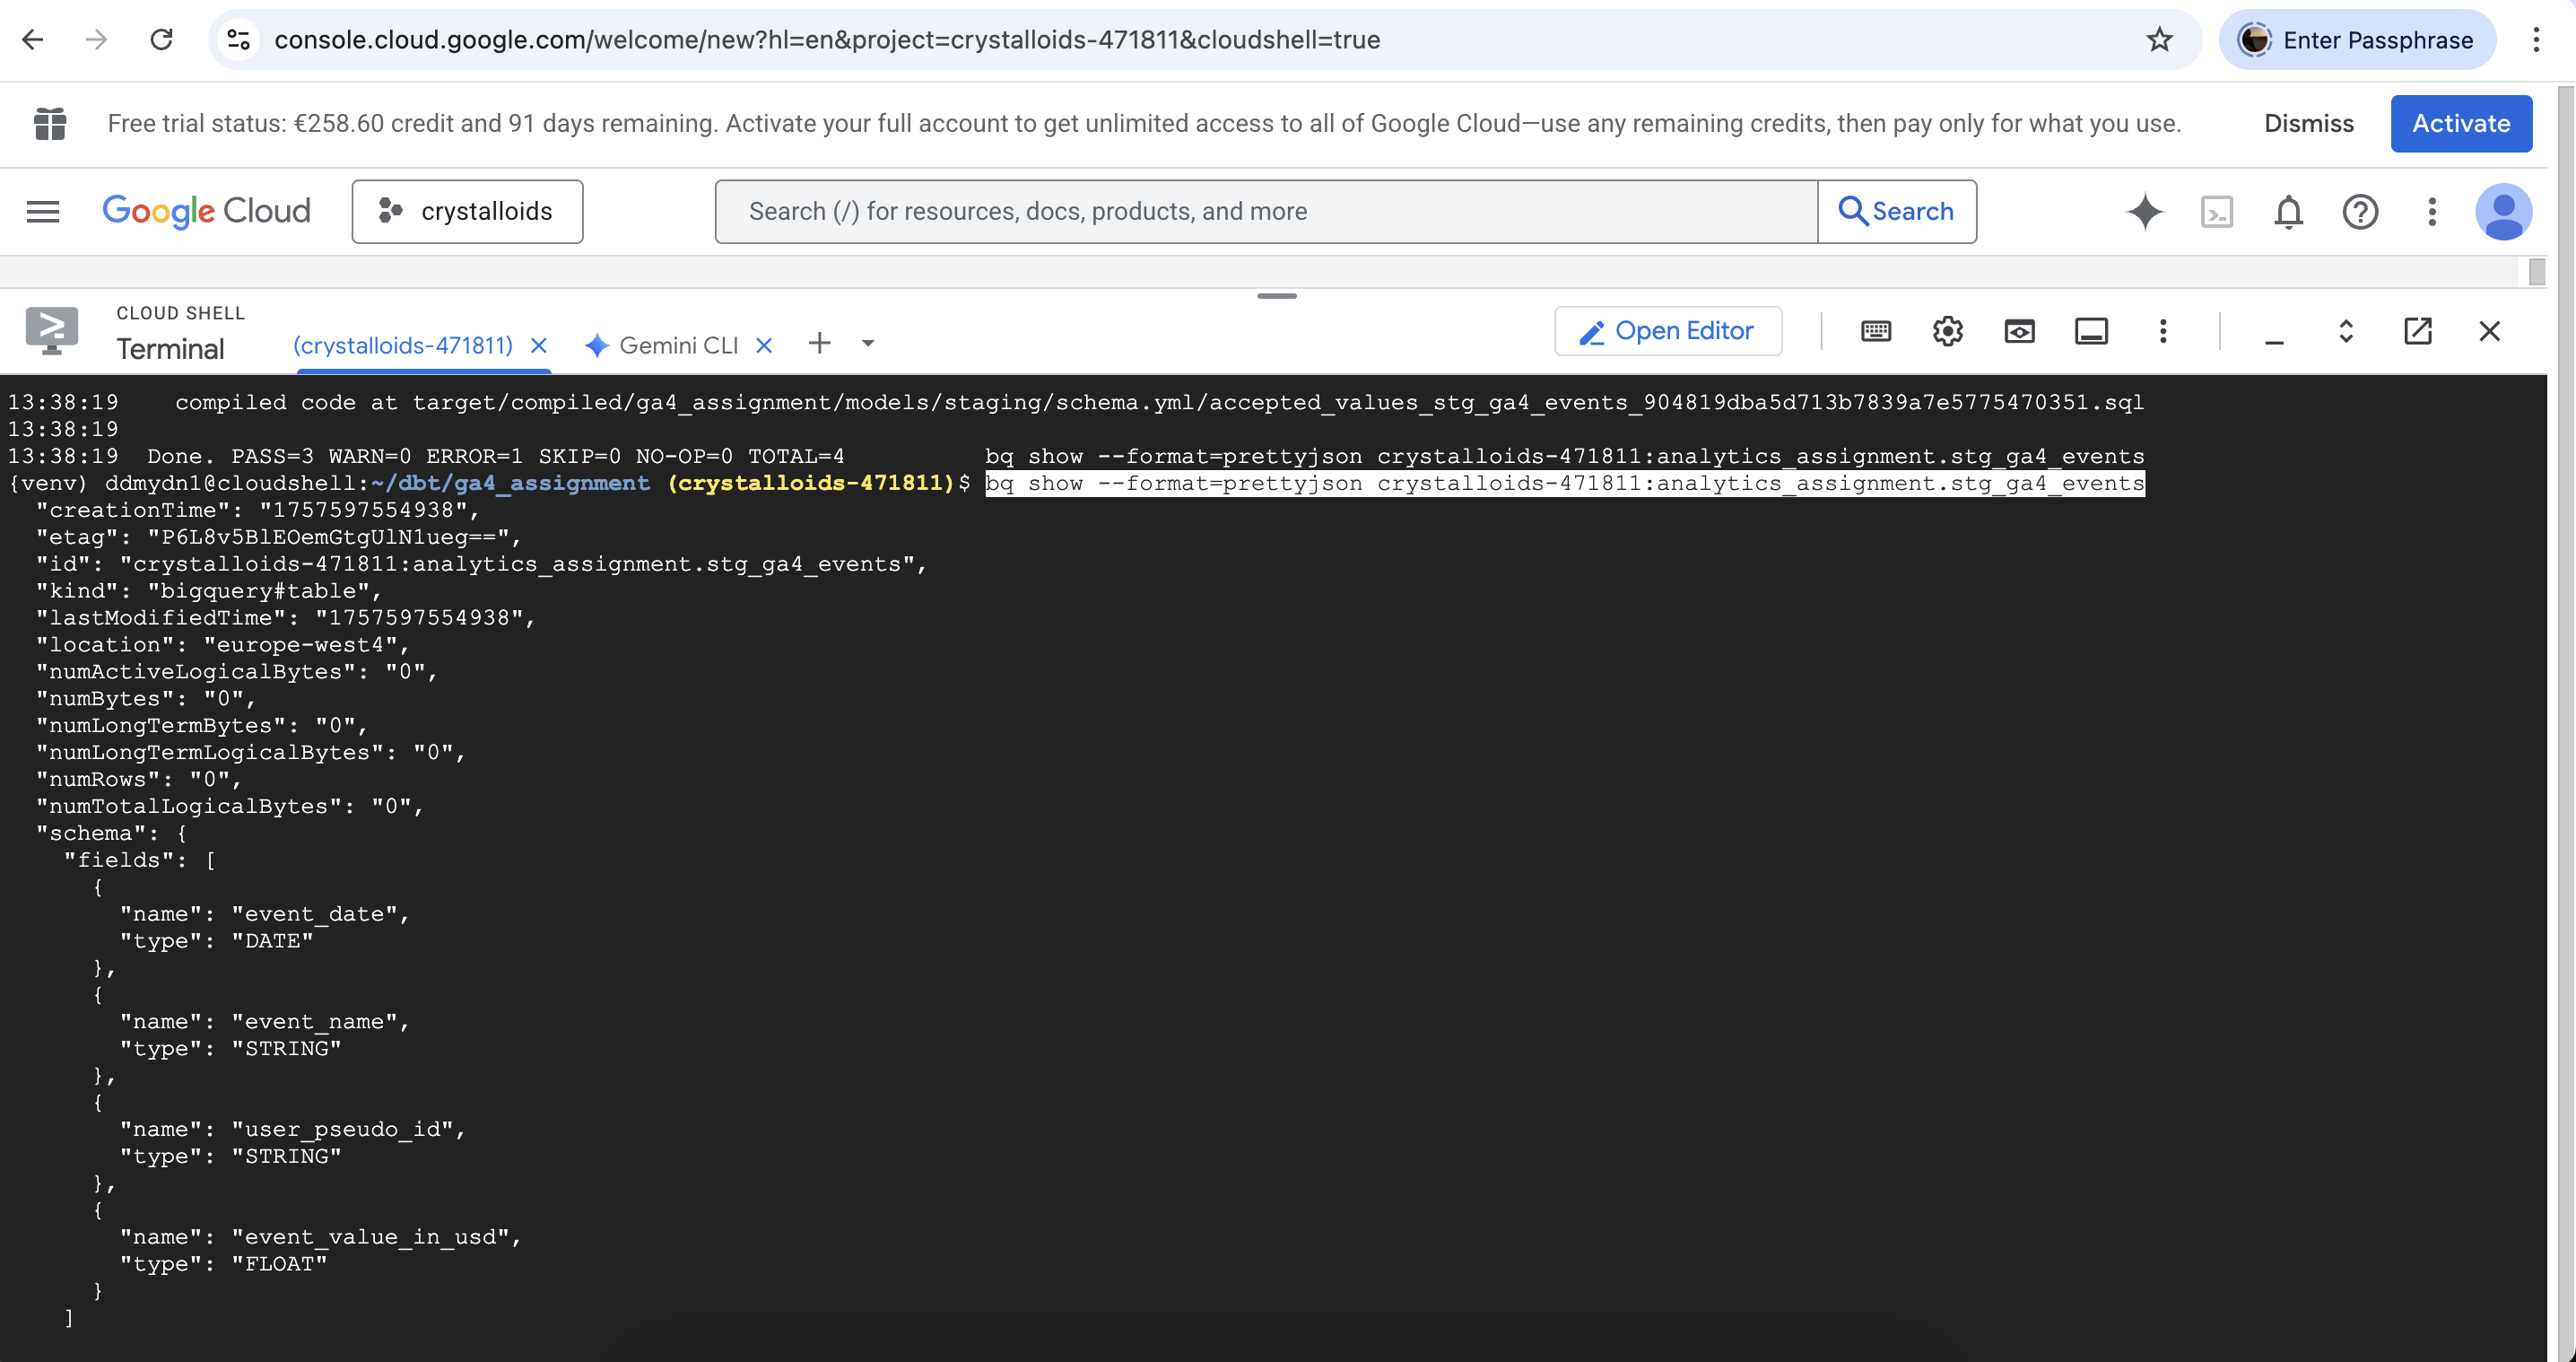 console.cloud.google.com/welcome/new?hl=en&project=crystalloids-471811&cloudshell=true
Enter Passphrase
Free trial status: €258.60 credit and 91 days remaining. Activate your full account to get unlimited access to all of Google Cloud—use any remaining credits, then pay only for what you use.
Dismiss
Activate
Google Cloud
crystalloids
Search (/) for resources, docs, products, and more
Search
CLOUD SHELL
Terminal
(crystalloids-471811)
Gemini CLI
Open Editor
13:38:19    compiled code at target/compiled/ga4_assignment/models/staging/schema.yml/accepted_values_stg_ga4_events_904819dba5d713b7839a7e5775470351.sql
13:38:19
13:38:19  Done. PASS=3 WARN=0 ERROR=1 SKIP=0 NO-OP=0 TOTAL=4          bq show --format=prettyjson crystalloids-471811:analytics_assignment.stg_ga4_events
{venv) ddmydn1@cloudshell:~/dbt/ga4_assignment (crystalloids-471811)$ bq show --format=prettyjson crystalloids-471811:analytics_assignment.stg_ga4_events
  "creationTime": "1757597554938",
  "etag": "P6L8v5BlEOemGtgUlN1ueg==",
  "id": "crystalloids-471811:analytics_assignment.stg_ga4_events",
  "kind": "bigquery#table",
  "lastModifiedTime": "1757597554938",
  "location": "europe-west4",
  "numActiveLogicalBytes": "0",
  "numBytes": "0",
  "numLongTermBytes": "0",
  "numLongTermLogicalBytes": "0",
  "numRows": "0",
  "numTotalLogicalBytes": "0",
  "schema": {
    "fields": [
      {
        "name": "event_date",
        "type": "DATE"
      },
      {
        "name": "event_name",
        "type": "STRING"
      },
      {
        "name": "user_pseudo_id",
        "type": "STRING"
      },
      {
        "name": "event_value_in_usd",
        "type": "FLOAT"
      }
    ]